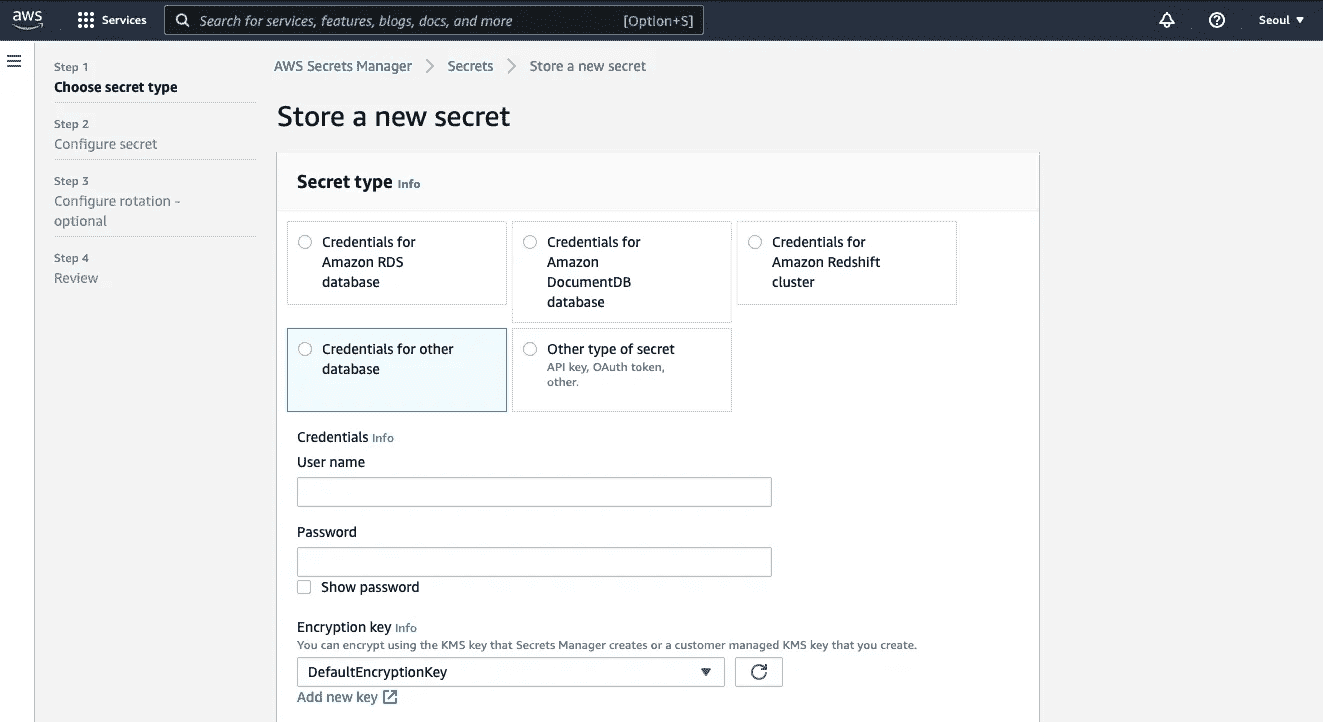 aws
Services
Search for services, features, blogs, docs, and more
[Option+S]
Seoul ▼
Step 1
Choose secret type
Step 2
Configure secret
Step 3
Configure rotation -
optional
Step 4
Review
AWS Secrets Manager > Secrets > Store a new secret
Store a new secret
Secret type Info
Credentials for
Amazon RDS
database
Credentials for
Amazon
DocumentDB
database
Credentials for
Amazon Redshift
cluster
Credentials for other
database
Other type of secret
API key, OAuth token,
other.
Credentials Info
User name
Password
Show password
Encryption key Info
You can encrypt using the KMS key that Secrets Manager creates or a customer managed KMS key that you create.
DefaultEncryptionKey
Add new key